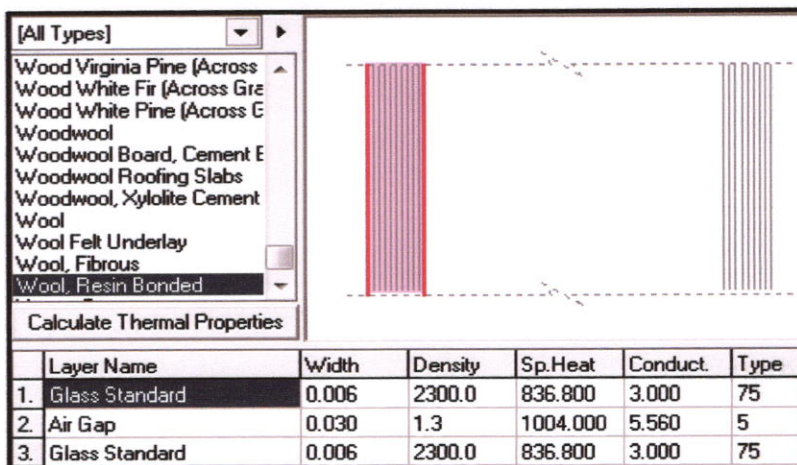 [All Types]
Wood Virginia Pine (Across
Wood White Fir (Across Gra
Wood White Pine (Across G
Woodwool
Woodwool Board, Cement B
Woodwool Roofing Slabs
Woodwool, Xylolite Cement
Wool
Wool Felt Underlay
Wool, Fibrous
Wool, Resin Bonded
Calculate Thermal Properties
Layer Name Width Density Sp.Heat Conduct. Type
1. Glass Standard 0.006 2300.0 836.800 3.000 75
2. Air Gap 0.030 1.3 1004.000 5.560 5
3. Glass Standard 0.006 2300.0 836.800 3.000 75